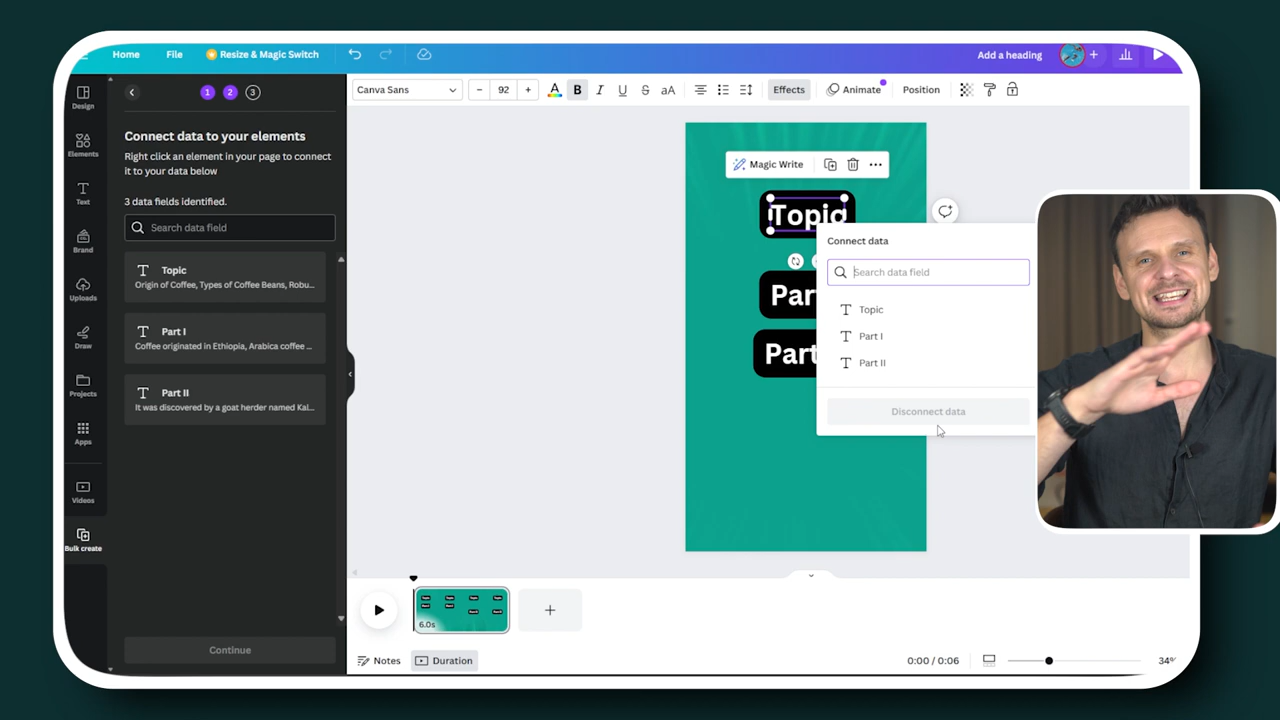 Home File Resize & Magic Switch Add a heading
Canva Sans 92 A B I U S aA Effects Animate Position
Design
Elements
Text
Brand
Uploads
Draw
Projects
Apps
Videos
Bulk create
1 2 3
Connect data to your elements
Right click an element in your page to connect
it to your data below
3 data fields identified.
Search data field
Topic
Origin of Coffee, Types of Coffee Beans, Robu...
Part I
Coffee originated in Ethiopia, Arabica coffee ...
Part II
It was discovered by a goat herder named Kal...
Continue
Magic Write
Topic
Part
Part
Connect data
Search data field
Topic
Part I
Part II
Disconnect data
6.0s
Notes Duration 0:00 / 0:06 34%